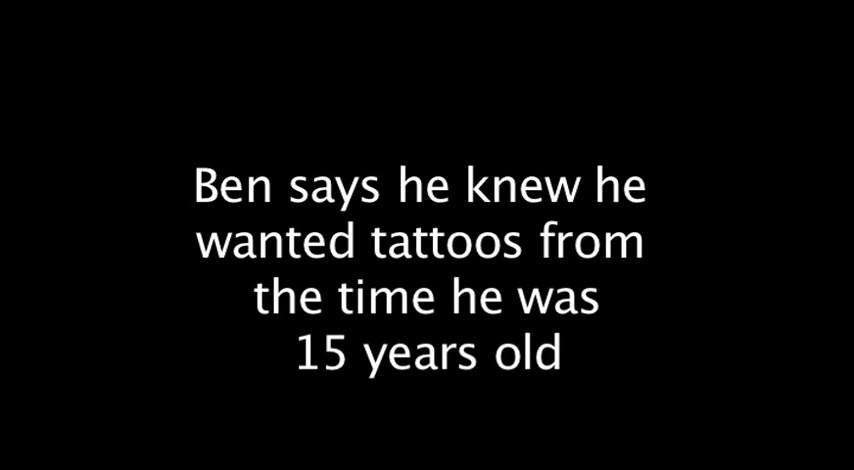 Ben says he knew he
wanted tattoos from
the time he was
15 years old